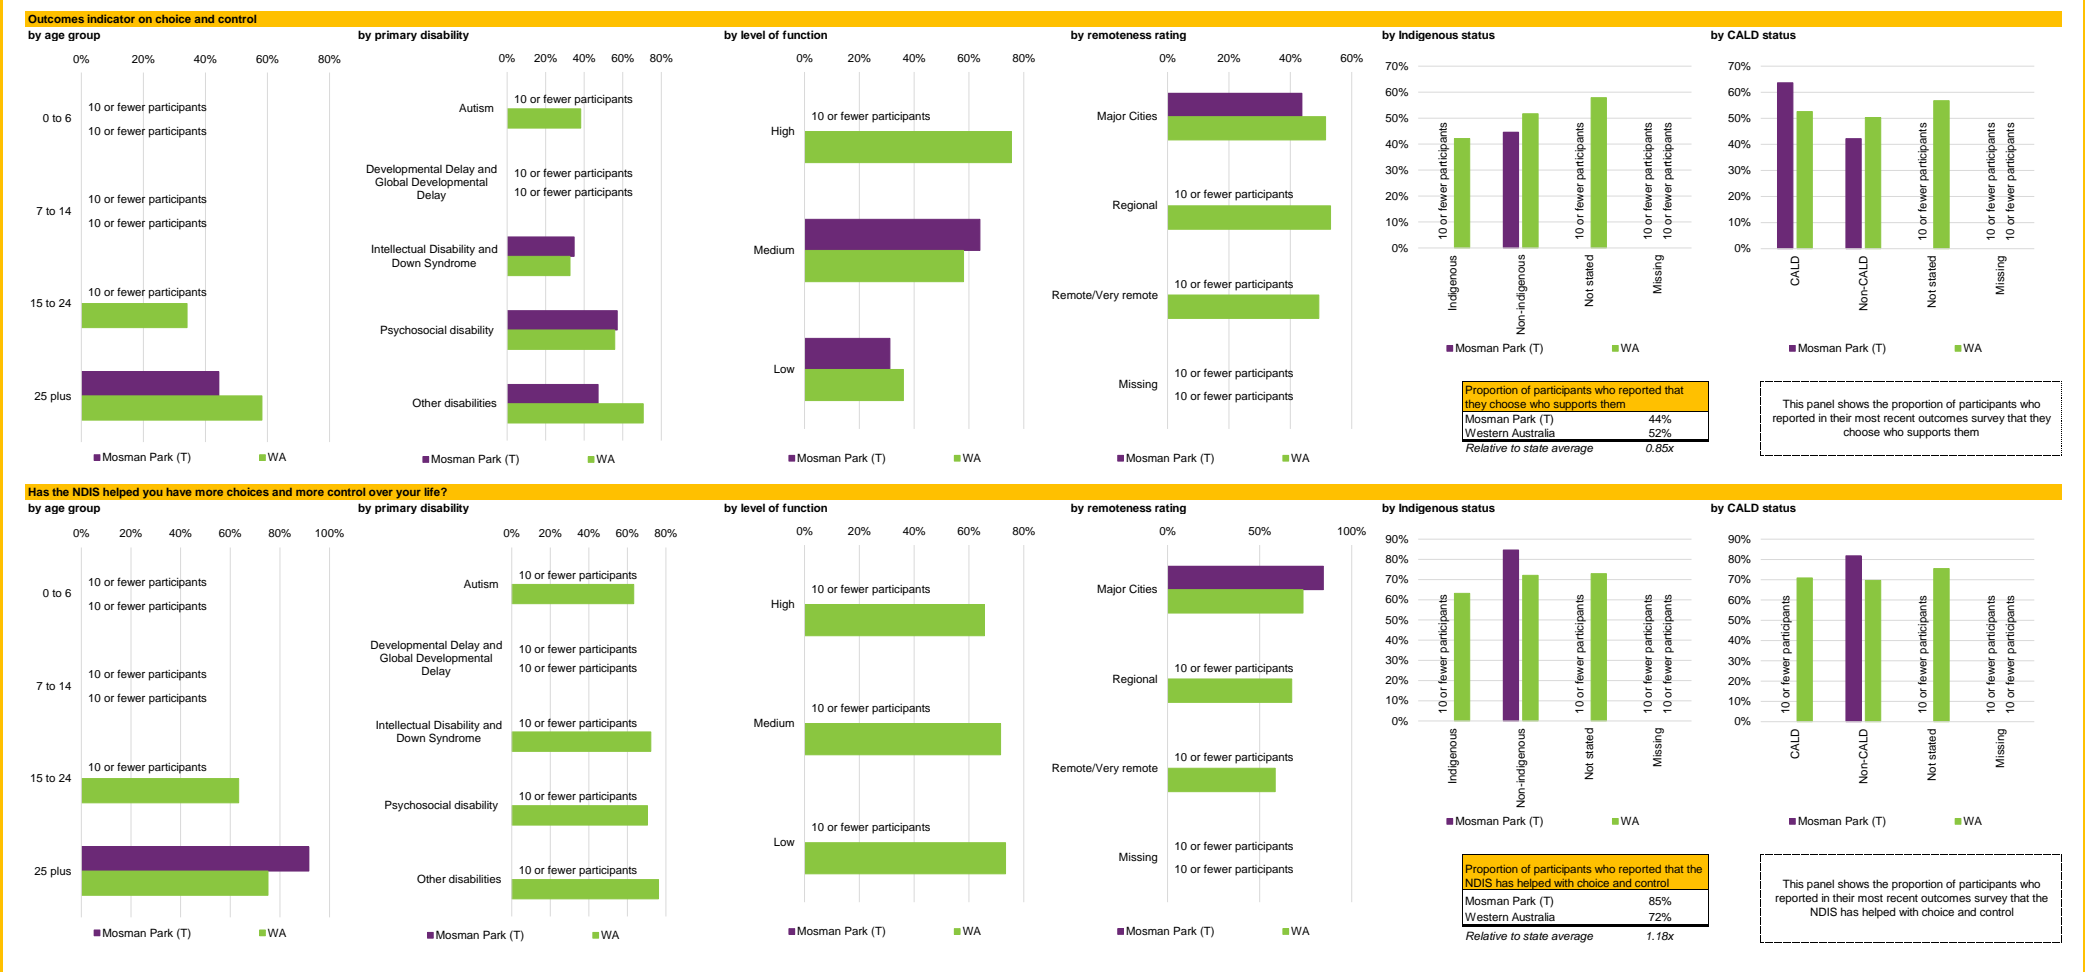 Outcomes indicator on choice and control
by age group
0% 20% 40% 60% 80%
0 to 6
10 or fewer participants
10 or fewer participants
7 to 14
10 or fewer participants
10 or fewer participants
15 to 24
10 or fewer participants
25 plus
Mosman Park (T) WA
by primary disability
0% 20% 40% 60% 80%
Autism
10 or fewer participants
Developmental Delay and
Global Developmental
Delay
10 or fewer participants
10 or fewer participants
Intellectual Disability and
Down Syndrome
Psychosocial disability
Other disabilities
Mosman Park (T) WA
by level of function
0% 20% 40% 60% 80%
High
10 or fewer participants
Medium
Low
Mosman Park (T) WA
by remoteness rating
0% 20% 40% 60%
Major Cities
Regional
10 or fewer participants
Remote/Very remote
10 or fewer participants
Missing
10 or fewer participants
10 or fewer participants
Mosman Park (T) WA
by Indigenous status
70%
60%
50%
40%
30%
20%
10%
0%
10 or fewer participants
10 or fewer participants
10 or fewer participants
10 or fewer participants
Indigenous
Non-indigenous
Not stated
Missing
Mosman Park (T) WA
by CALD status
70%
60%
50%
40%
30%
20%
10%
0%
10 or fewer participants
10 or fewer participants
10 or fewer participants
CALD
Non-CALD
Not stated
Missing
Mosman Park (T) WA
Proportion of participants who reported that
they choose who supports them
Mosman Park (T) 44%
Western Australia 52%
Relative to state average 0.85x
This panel shows the proportion of participants who
reported in their most recent outcomes survey that they
choose who supports them
Has the NDIS helped you have more choices and more control over your life?
by age group
0% 20% 40% 60% 80% 100%
0 to 6
10 or fewer participants
10 or fewer participants
7 to 14
10 or fewer participants
10 or fewer participants
15 to 24
10 or fewer participants
25 plus
Mosman Park (T) WA
by primary disability
0% 20% 40% 60% 80%
Autism
10 or fewer participants
Developmental Delay and
Global Developmental
Delay
10 or fewer participants
10 or fewer participants
Intellectual Disability and
Down Syndrome
10 or fewer participants
Psychosocial disability
10 or fewer participants
Other disabilities
10 or fewer participants
Mosman Park (T) WA
by level of function
0% 20% 40% 60% 80%
High
10 or fewer participants
Medium
10 or fewer participants
Low
10 or fewer participants
Mosman Park (T) WA
by remoteness rating
0% 50% 100%
Major Cities
Regional
10 or fewer participants
Remote/Very remote
10 or fewer participants
Missing
10 or fewer participants
10 or fewer participants
Mosman Park (T) WA
by Indigenous status
90%
80%
70%
60%
50%
40%
30%
20%
10%
0%
10 or fewer participants
10 or fewer participants
10 or fewer participants
10 or fewer participants
Indigenous
Non-indigenous
Not stated
Missing
Mosman Park (T) WA
by CALD status
90%
80%
70%
60%
50%
40%
30%
20%
10%
0%
10 or fewer participants
10 or fewer participants
10 or fewer participants
10 or fewer participants
CALD
Non-CALD
Not stated
Missing
Mosman Park (T) WA
Proportion of participants who reported that the
NDIS has helped with choice and control
Mosman Park (T) 85%
Western Australia 72%
Relative to state average 1.18x
This panel shows the proportion of participants who
reported in their most recent outcomes survey that the
NDIS has helped with choice and control